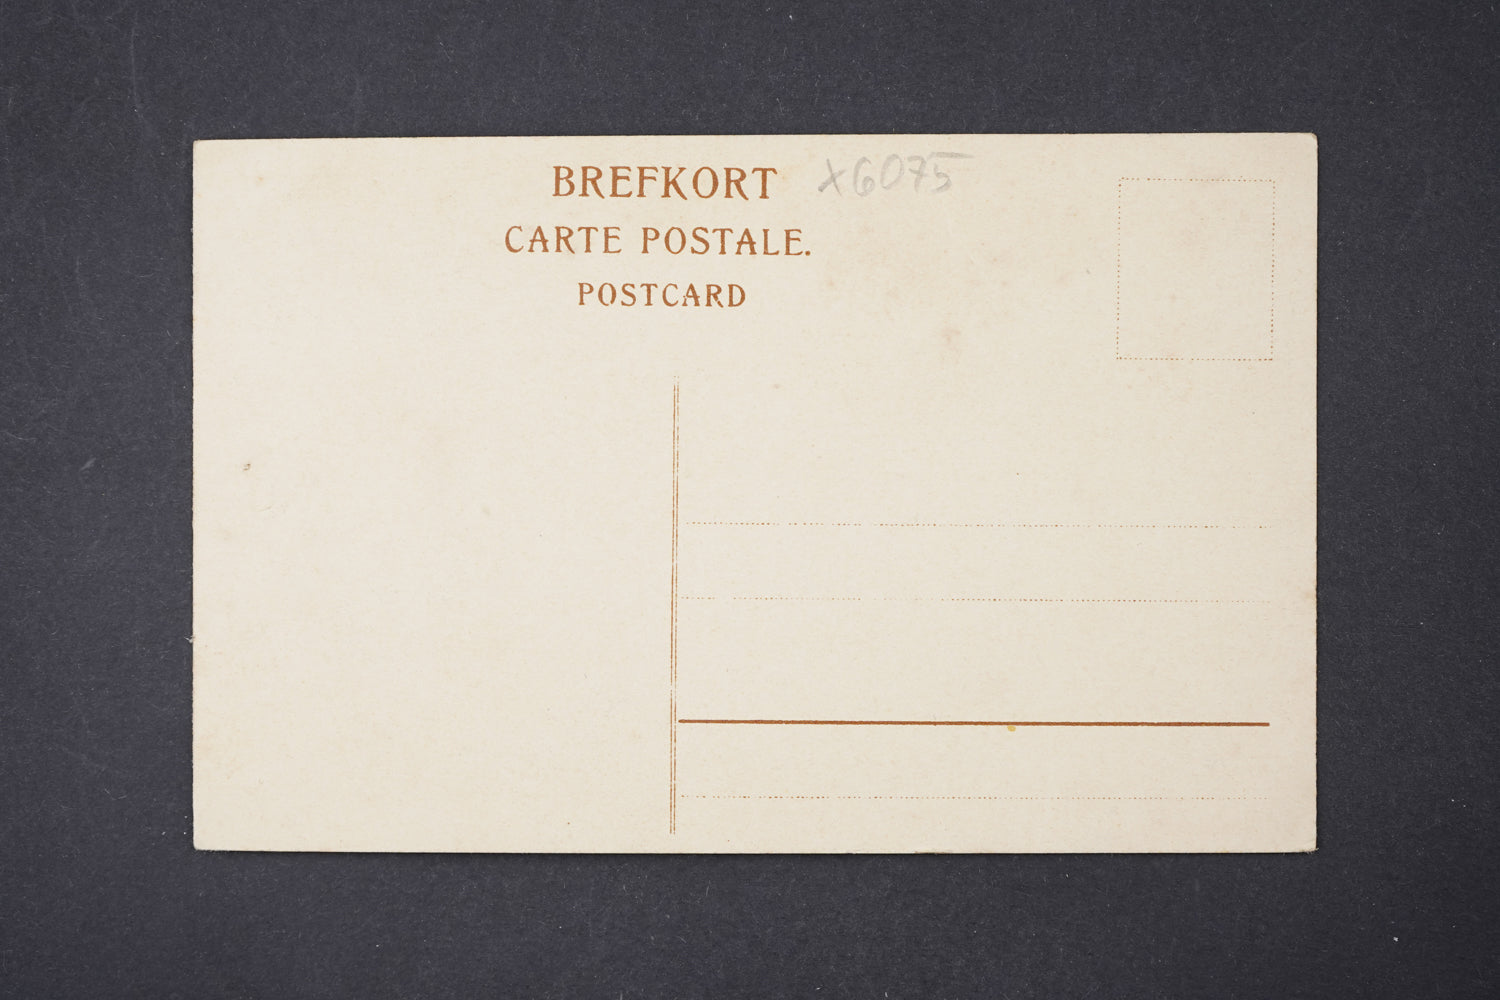 BREFKORT X6075
CARTE POSTALE.
POSTCARD